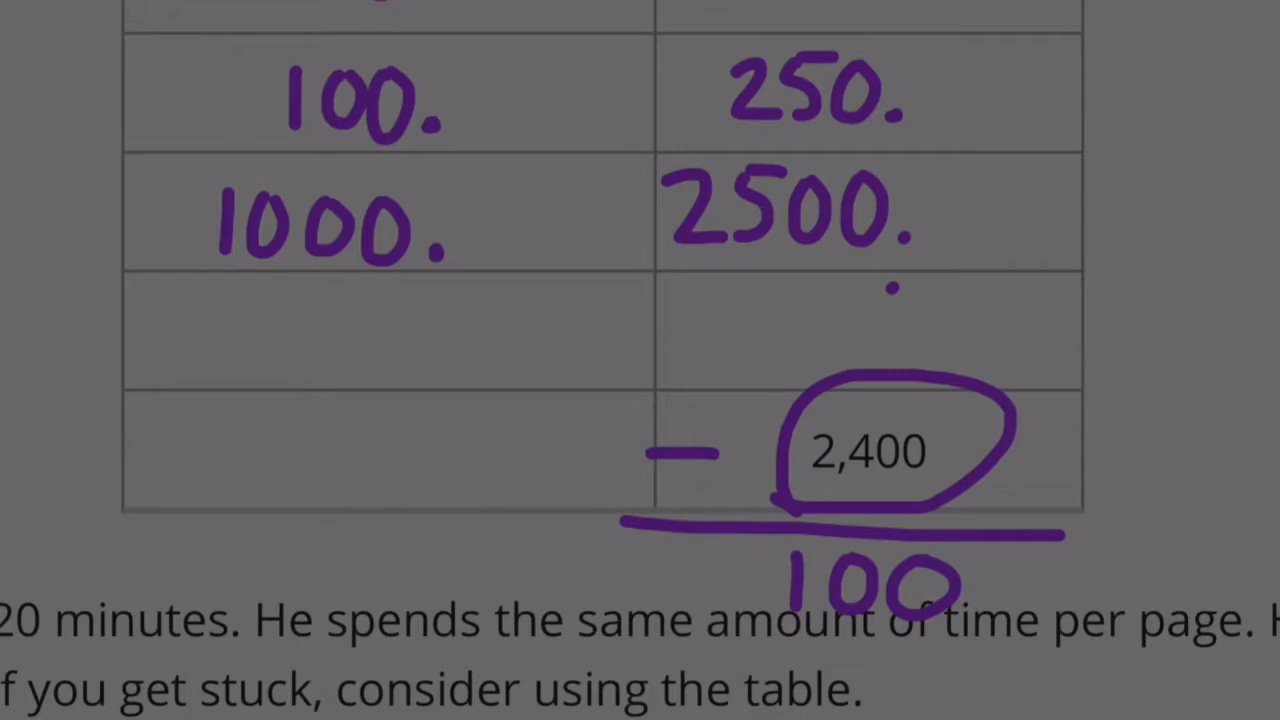 100. 250.
1000. 2500.
.
- 2,400
100
20 minutes. He spends the same amount of time per page. H
f you get stuck, consider using the table.